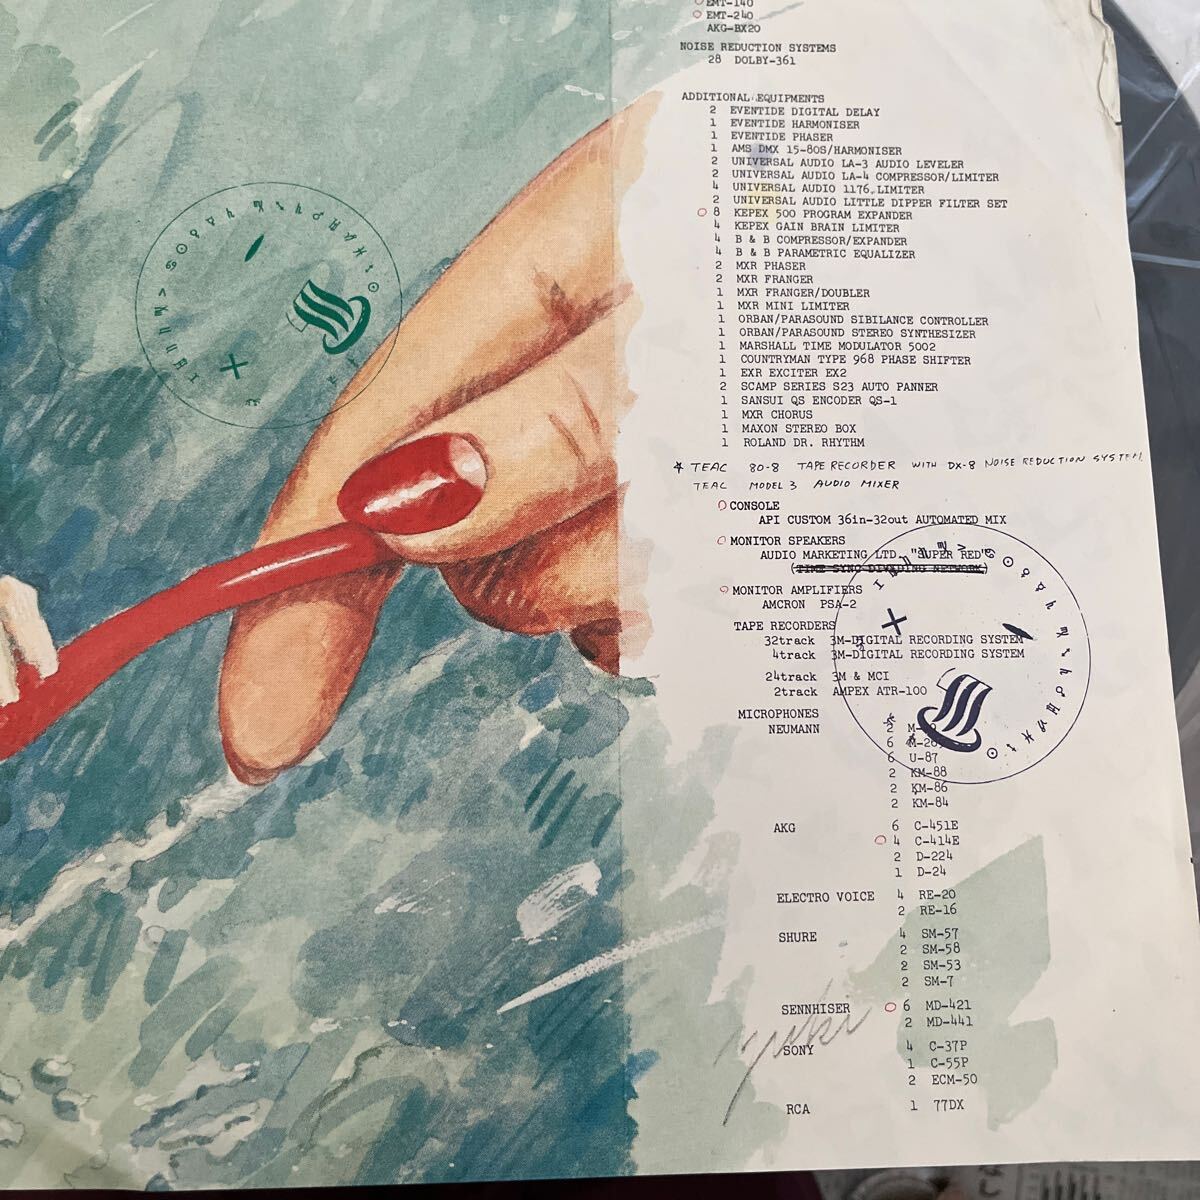 EMT-140
EMT-240
AKG-BX20
NOISE REDUCTION SYSTEMS
28 DOLBY-361
ADDITIONAL EQUIPMENTS
2 EVENTIDE DIGITAL DELAY
1 EVENTIDE HARMONISER
1 EVENTIDE PHASER
1 AMS DMX 15-80S/HARMONISER
2 UNIVERSAL AUDIO LA-3 AUDIO LEVELER
2 UNIVERSAL AUDIO LA-4 COMPRESSOR/LIMITER
4 UNIVERSAL AUDIO 1176 LIMITER
2 UNIVERSAL AUDIO LITTLE DIPPER FILTER SET
8 KEPEX 500 PROGRAM EXPANDER
4 KEPEX GAIN BRAIN LIMITER
4 B & B COMPRESSOR/EXPANDER
4 B & B PARAMETRIC EQUALIZER
2 MXR PHASER
2 MXR FRANGER
1 MXR FRANGER/DOUBLER
1 MXR MINI LIMITER
1 ORBAN/PARASOUND SIBILANCE CONTROLLER
1 ORBAN/PARASOUND STEREO SYNTHESIZER
1 MARSHALL TIME MODULATOR 5002
1 COUNTRYMAN TYPE 968 PHASE SHIFTER
1 EXR EXCITER EX2
2 SCAMP SERIES S23 AUTO PANNER
1 SANSUI QS ENCODER QS-1
1 MXR CHORUS
1 MAXON STEREO BOX
1 ROLAND DR. RHYTHM
★ TEAC 80-8 TAPE RECORDER WITH DX-8 NOISE REDUCTION SYSTEM
TEAC MODEL 3 AUDIO MIXER
CONSOLE
API CUSTOM 36in-32out AUTOMATED MIX
MONITOR SPEAKERS
AUDIO MARKETING LTD. "SUPER RED"
(TIME SYNC DIVIDING NETWORK)
MONITOR AMPLIFIERS
AMCRON PSA-2
TAPE RECORDERS
32track 3M-DIGITAL RECORDING SYSTEM
4track 3M-DIGITAL RECORDING SYSTEM
24track 3M & MCI
2track AMPEX ATR-100
MICROPHONES
NEUMANN 2
6
6 U-87
2 KM-88
2 KM-86
2 KM-84
AKG 6 C-451E
4 C-414E
2 D-224
1 D-24
ELECTRO VOICE 4 RE-20
2 RE-16
SHURE 4 SM-57
2 SM-58
2 SM-53
2 SM-7
SENNHISER 6 MD-421
2 MD-441
yuki
SONY 4 C-37P
1 C-55P
2 ECM-50
RCA 1 77DX